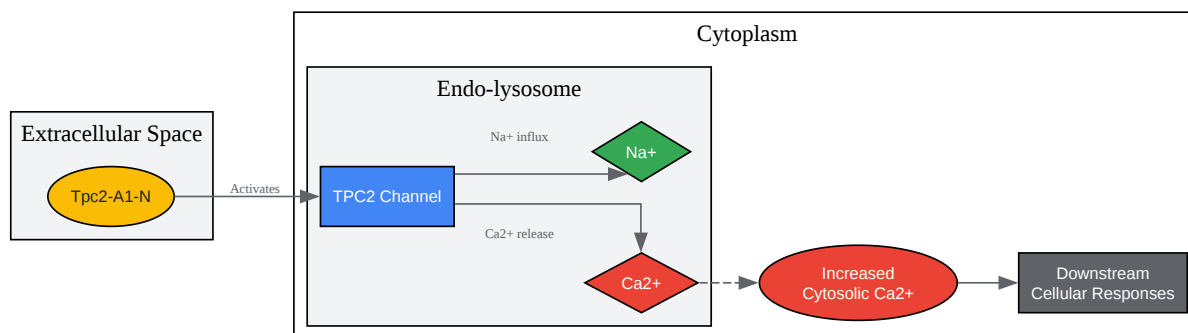 Cytoplasm
Endo-lysosome
Extracellular Space
Na+ influx
Na+
Tpc2-A1-N
Activates
TPC2 Channel
Ca2+ release
Ca2+
Increased
Cytosolic Ca2+
Downstream
Cellular Responses